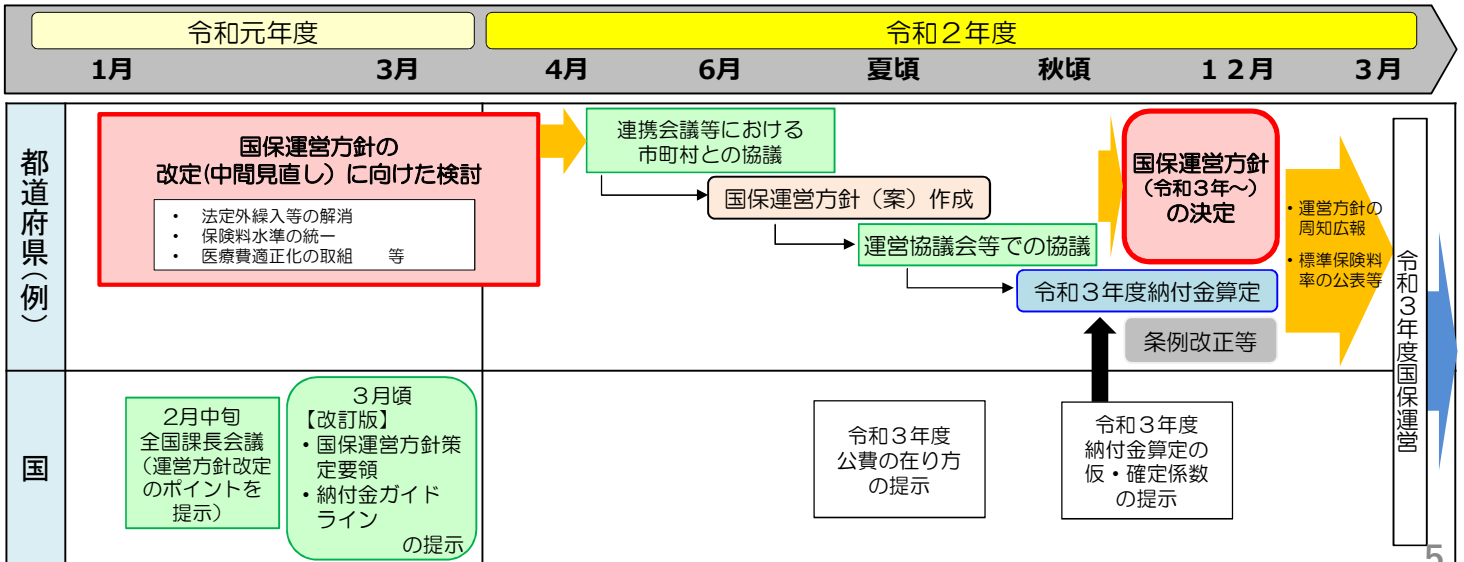 令和元年度
令和２年度
1月
3月
4月
6月
夏頃
秋頃
１２月
３月
都道府県（例）
国保運営方針の
改定(中間見直し）に向けた検討
・ 法定外繰入等の解消
・ 保険料水準の統一
・ 医療費適正化の取組 等
連携会議等における
市町村との協議
国保運営方針（案）作成
運営協議会等での協議
令和３年度納付金算定
国保運営方針
（令和３年～）
の決定
条例改正等
・運営方針の
周知広報
・標準保険料
率の公表等
令和３年度国保運営
国
2月中旬
全国課長会議
（運営方針改定
のポイントを
提示）
３月頃
【改訂版】
・国保運営方針策
定要領
・納付金ガイド
ライン
の提示
令和３年度
公費の在り方
の提示
令和３年度
納付金算定の
仮・確定係数
の提示
5